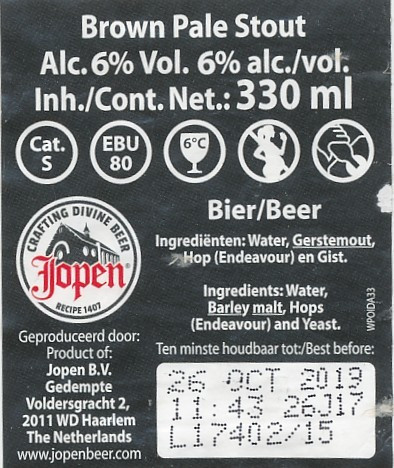 Brown Pale Stout
Alc. 6% Vol. 6% alc./vol.
Inh./Cont. Net.: 330 ml
Cat. S
EBU 80
6°C
CRAFTING DIVINE BEER
Jopen®
RECIPE 1407
Bier/Beer
Ingrediënten: Water, Gerstemout,
Hop (Endeavour) en Gist.
Ingredients: Water,
Barley malt, Hops
(Endeavour) and Yeast.
WPOIDA33
Geproduceerd door:
Product of:
Jopen B.V.
Gedempte
Voldersgracht 2,
2011 WD Haarlem
The Netherlands
www.jopenbeer.com
Ten minste houdbaar tot:/Best before:
26 OCT 2019
11:43 26J17
L17402/15